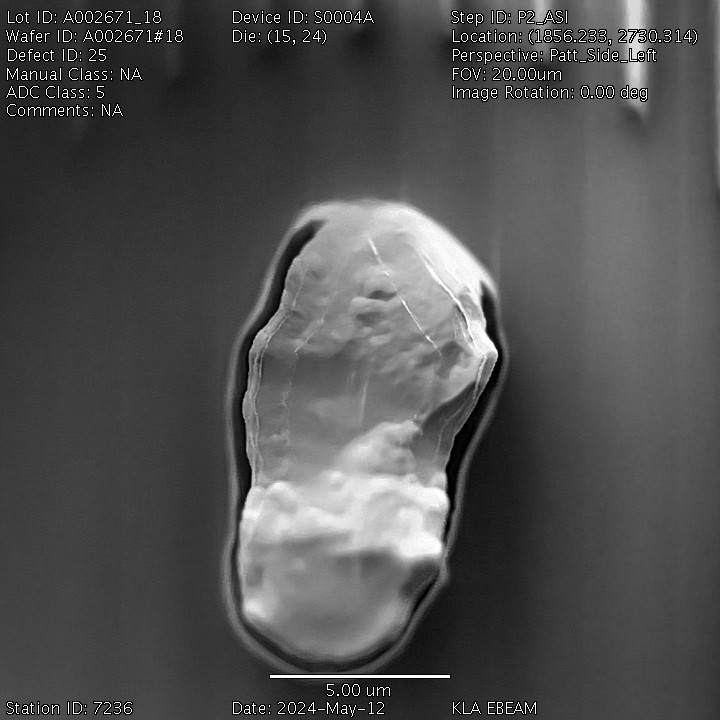 Lot ID: A002671_18
Wafer ID: A002671#18
Defect ID: 25
Manual Class: NA
ADC Class: 5
Comments: NA
Device ID: S0004A
Die: (15, 24)
Step ID: P2_ASI
Location: (1856.233, 2730.314)
Perspective: Patt_Side_Left
FOV: 20.00um
Image Rotation: 0.00 deg
5.00 um
Station ID: 7236
Date: 2024-May-12
KLA EBEAM